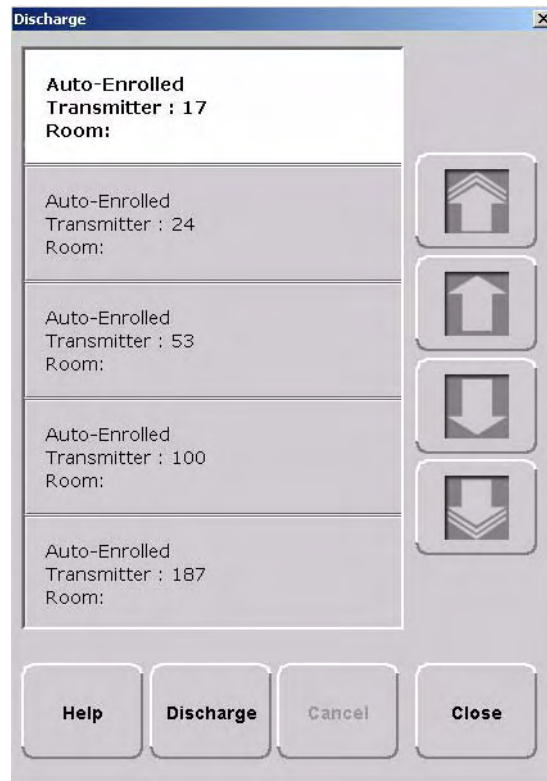 Discharge
Auto-Enrolled
Transmitter : 17
Room:
Auto-Enrolled
Transmitter : 24
Room:
Auto-Enrolled
Transmitter : 53
Room:
Auto-Enrolled
Transmitter : 100
Room:
Auto-Enrolled
Transmitter : 187
Room:
Help Discharge Cancel Close